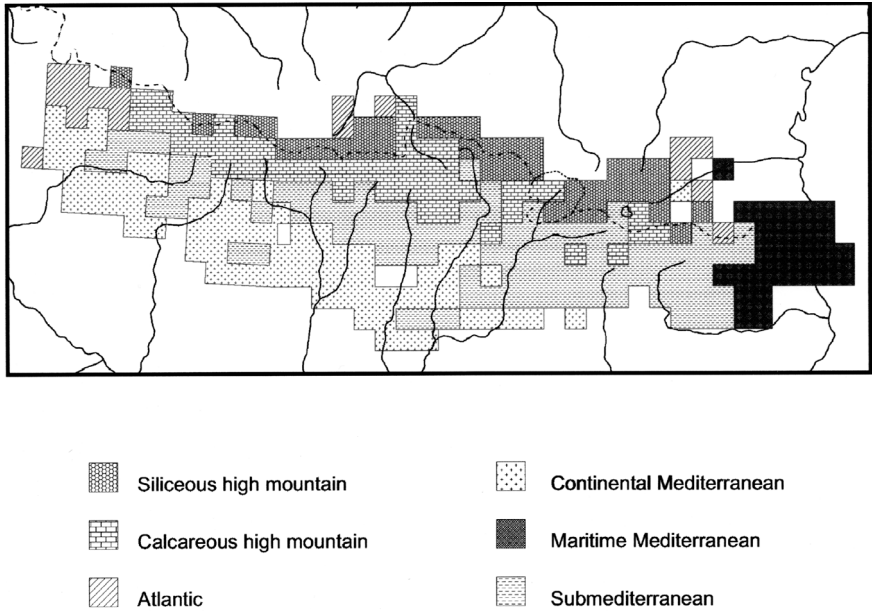 Siliceous high mountain
Calcareous high mountain
Atlantic
Continental Mediterranean
Maritime Mediterranean
Submediterranean